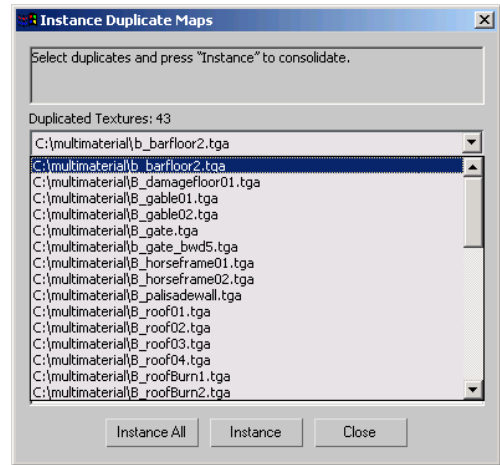 Instance Duplicate Maps
Select duplicates and press "Instance" to consolidate.
Duplicated Textures: 43
C:\multimaterial\b_barfloor2.tga
C:\multimaterial\b_barfloor2.tga
C:\multimaterial\B_damagefloor01.tga
C:\multimaterial\B_gable01.tga
C:\multimaterial\B_gable02.tga
C:\multimaterial\B_gate.tga
C:\multimaterial\b_gate_bwd5.tga
C:\multimaterial\B_horseframe01.tga
C:\multimaterial\B_horseframe02.tga
C:\multimaterial\B_palisadewall.tga
C:\multimaterial\B_roof01.tga
C:\multimaterial\B_roof02.tga
C:\multimaterial\B_roof03.tga
C:\multimaterial\B_roof04.tga
C:\multimaterial\B_roofBurn1.tga
C:\multimaterial\B_roofBurn2.tga
Instance All Instance Close